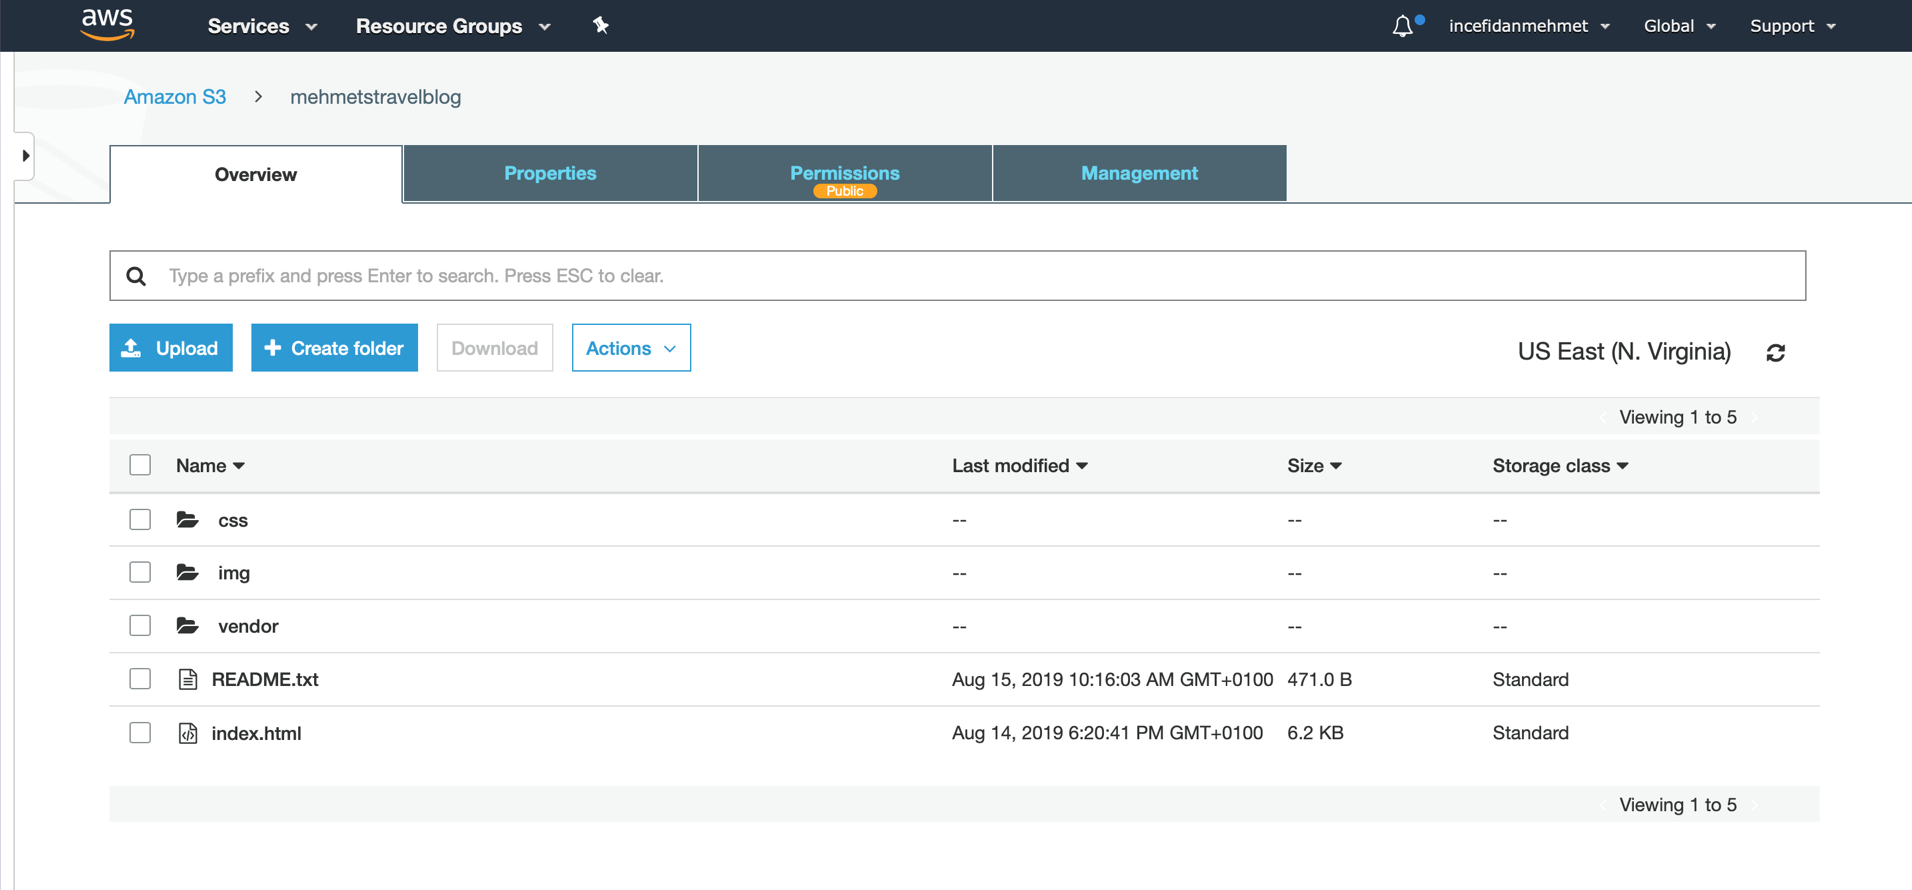 aws Services Resource Groups incefidanmehmet Global Support
Amazon S3 > mehmetstravelblog
Overview Properties Permissions Management
Public
Type a prefix and press Enter to search. Press ESC to clear.
Upload + Create folder Download Actions US East (N. Virginia)
Viewing 1 to 5
Name Last modified Size Storage class
css -- -- --
img -- -- --
vendor -- -- --
README.txt Aug 15, 2019 10:16:03 AM GMT+0100 471.0 B Standard
index.html Aug 14, 2019 6:20:41 PM GMT+0100 6.2 KB Standard
Viewing 1 to 5